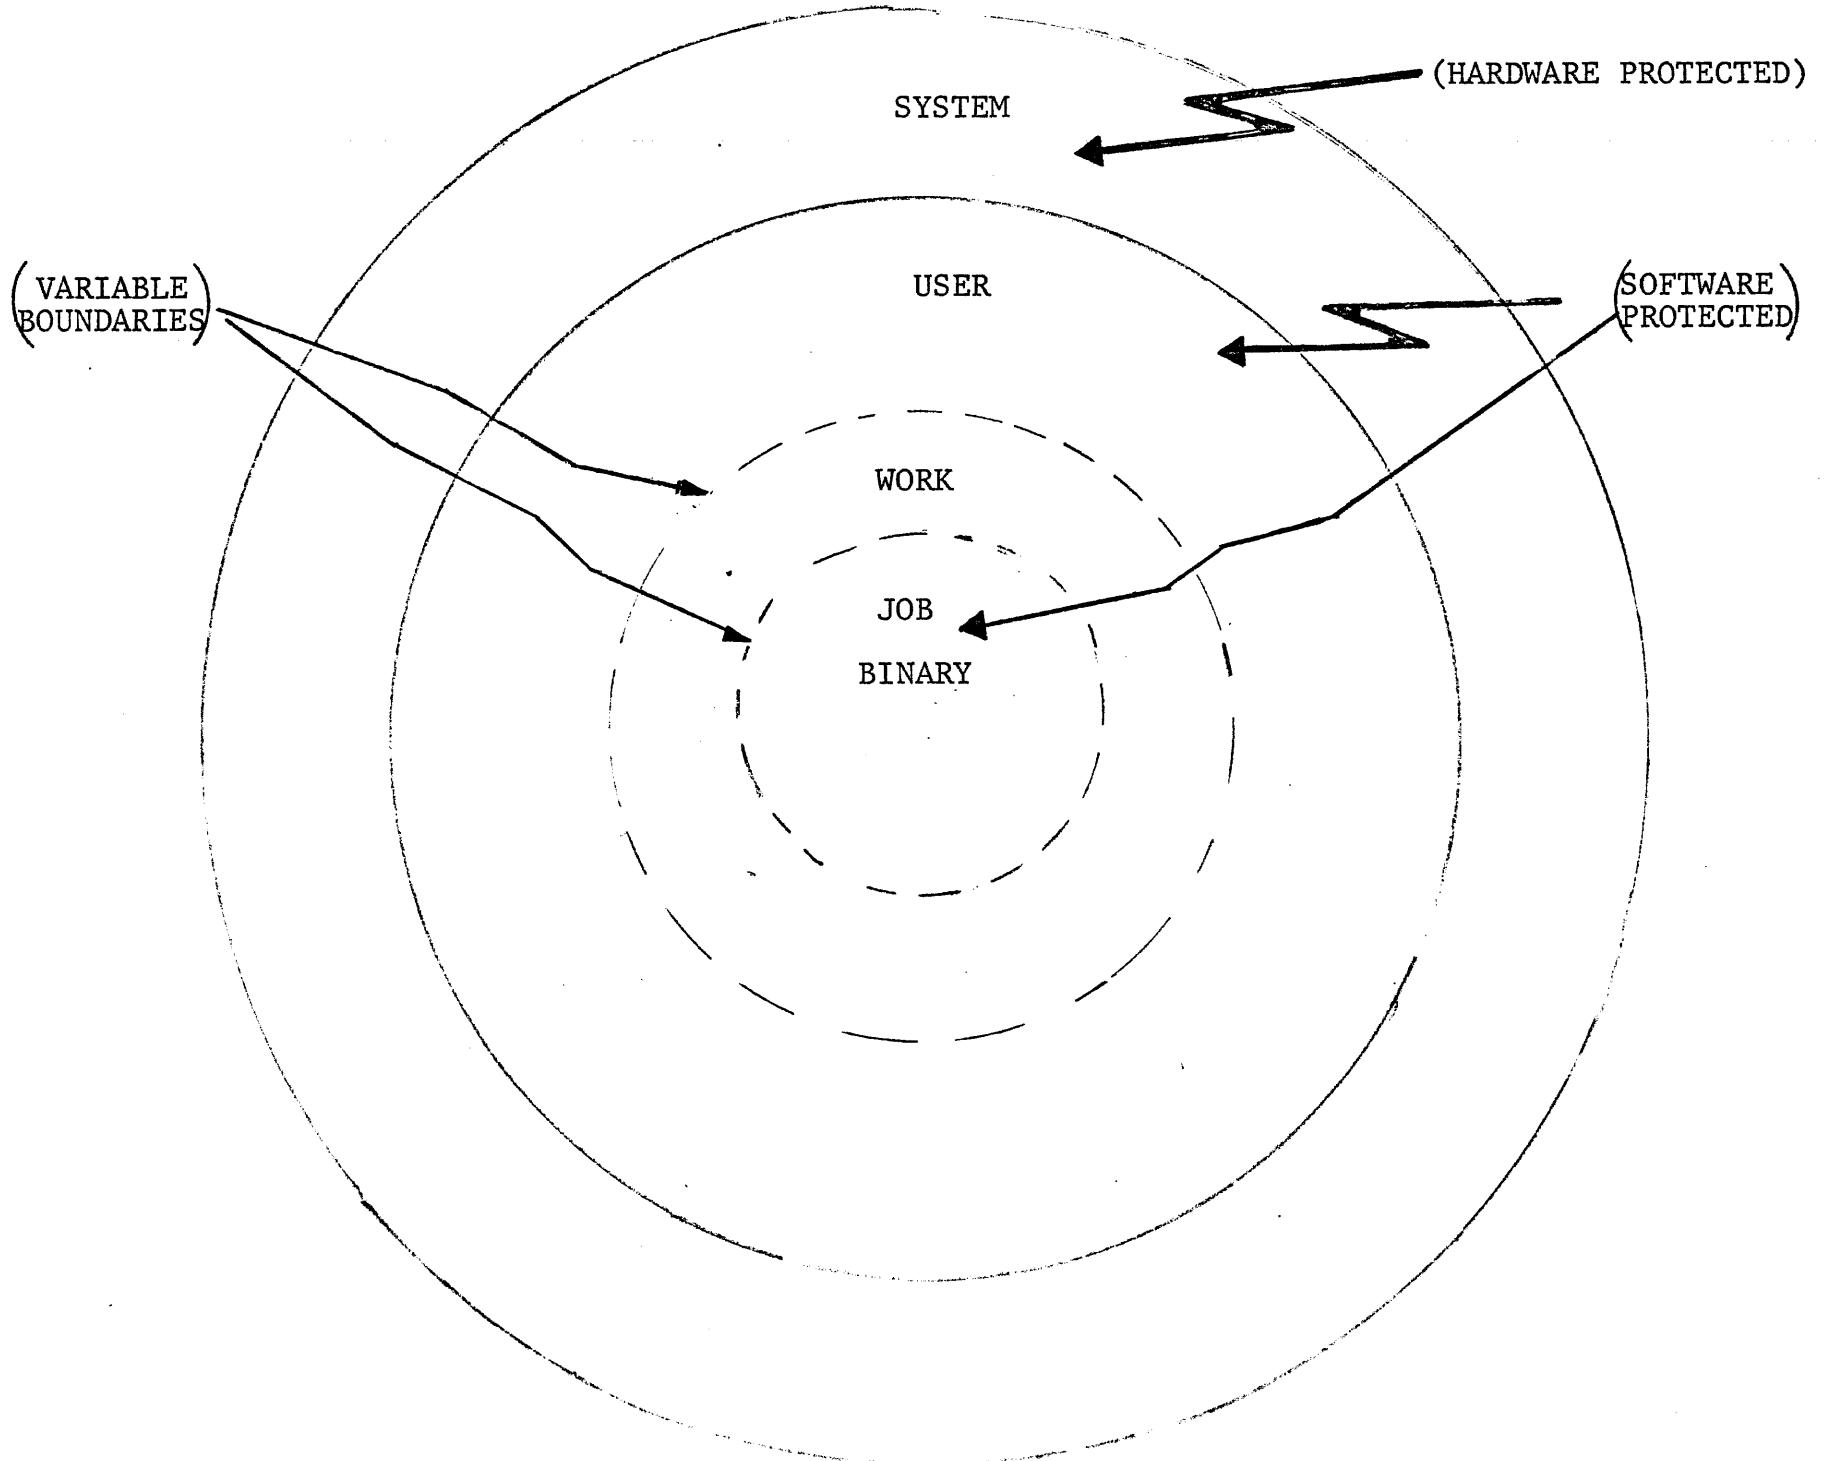 (HARDWARE PROTECTED)
SYSTEM
USER
(VARIABLE
BOUNDARIES)
(SOFTWARE
PROTECTED)
WORK
JOB
BINARY